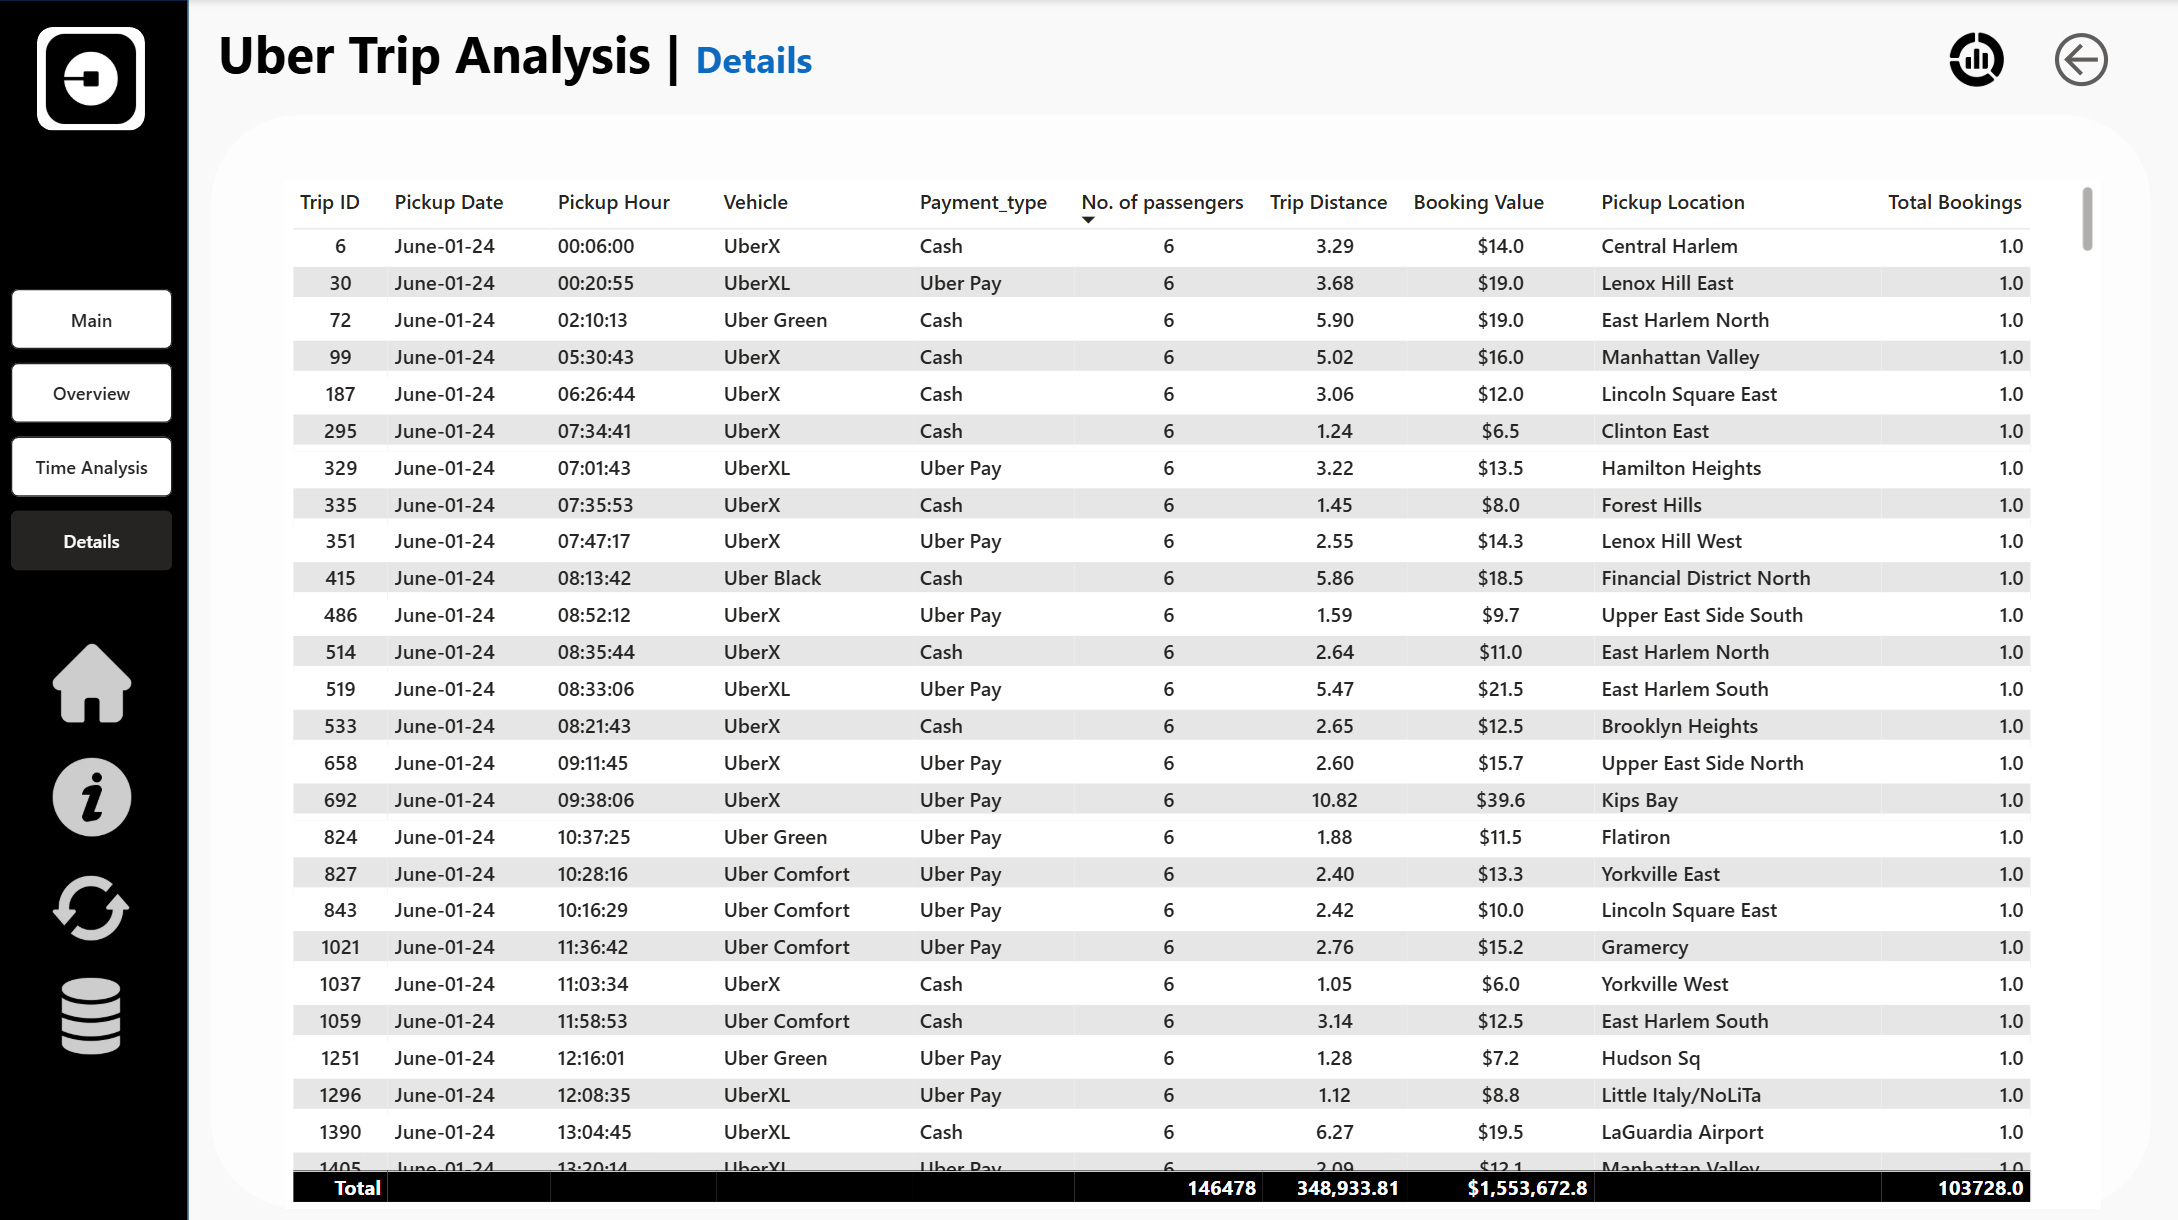 Uber Trip Analysis | Details
Main
Overview
Time Analysis
Details
Trip ID Pickup Date Pickup Hour Vehicle Payment_type No. of passengers Trip Distance Booking Value Pickup Location Total Bookings
6 June-01-24 00:06:00 UberX Cash 6 3.29 $14.0 Central Harlem 1.0
30 June-01-24 00:20:55 UberXL Uber Pay 6 3.68 $19.0 Lenox Hill East 1.0
72 June-01-24 02:10:13 Uber Green Cash 6 5.90 $19.0 East Harlem North 1.0
99 June-01-24 05:30:43 UberX Cash 6 5.02 $16.0 Manhattan Valley 1.0
187 June-01-24 06:26:44 UberX Cash 6 3.06 $12.0 Lincoln Square East 1.0
295 June-01-24 07:34:41 UberX Cash 6 1.24 $6.5 Clinton East 1.0
329 June-01-24 07:01:43 UberXL Uber Pay 6 3.22 $13.5 Hamilton Heights 1.0
335 June-01-24 07:35:53 UberX Cash 6 1.45 $8.0 Forest Hills 1.0
351 June-01-24 07:47:17 UberX Uber Pay 6 2.55 $14.3 Lenox Hill West 1.0
415 June-01-24 08:13:42 Uber Black Cash 6 5.86 $18.5 Financial District North 1.0
486 June-01-24 08:52:12 UberX Uber Pay 6 1.59 $9.7 Upper East Side South 1.0
514 June-01-24 08:35:44 UberX Cash 6 2.64 $11.0 East Harlem North 1.0
519 June-01-24 08:33:06 UberXL Uber Pay 6 5.47 $21.5 East Harlem South 1.0
533 June-01-24 08:21:43 UberX Cash 6 2.65 $12.5 Brooklyn Heights 1.0
658 June-01-24 09:11:45 UberX Uber Pay 6 2.60 $15.7 Upper East Side North 1.0
692 June-01-24 09:38:06 UberX Uber Pay 6 10.82 $39.6 Kips Bay 1.0
824 June-01-24 10:37:25 Uber Green Uber Pay 6 1.88 $11.5 Flatiron 1.0
827 June-01-24 10:28:16 Uber Comfort Uber Pay 6 2.40 $13.3 Yorkville East 1.0
843 June-01-24 10:16:29 Uber Comfort Uber Pay 6 2.42 $10.0 Lincoln Square East 1.0
1021 June-01-24 11:36:42 Uber Comfort Uber Pay 6 2.76 $15.2 Gramercy 1.0
1037 June-01-24 11:03:34 UberX Cash 6 1.05 $6.0 Yorkville West 1.0
1059 June-01-24 11:58:53 Uber Comfort Cash 6 3.14 $12.5 East Harlem South 1.0
1251 June-01-24 12:16:01 Uber Green Uber Pay 6 1.28 $7.2 Hudson Sq 1.0
1296 June-01-24 12:08:35 UberXL Uber Pay 6 1.12 $8.8 Little Italy/NoLiTa 1.0
1390 June-01-24 13:04:45 UberXL Cash 6 6.27 $19.5 LaGuardia Airport 1.0
1405 June-01-24 13:20:14 UberXL Uber Pay 6 2.09 $12.1 Manhattan Valley 1.0
Total 146478 348,933.81 $1,553,672.8 103728.0